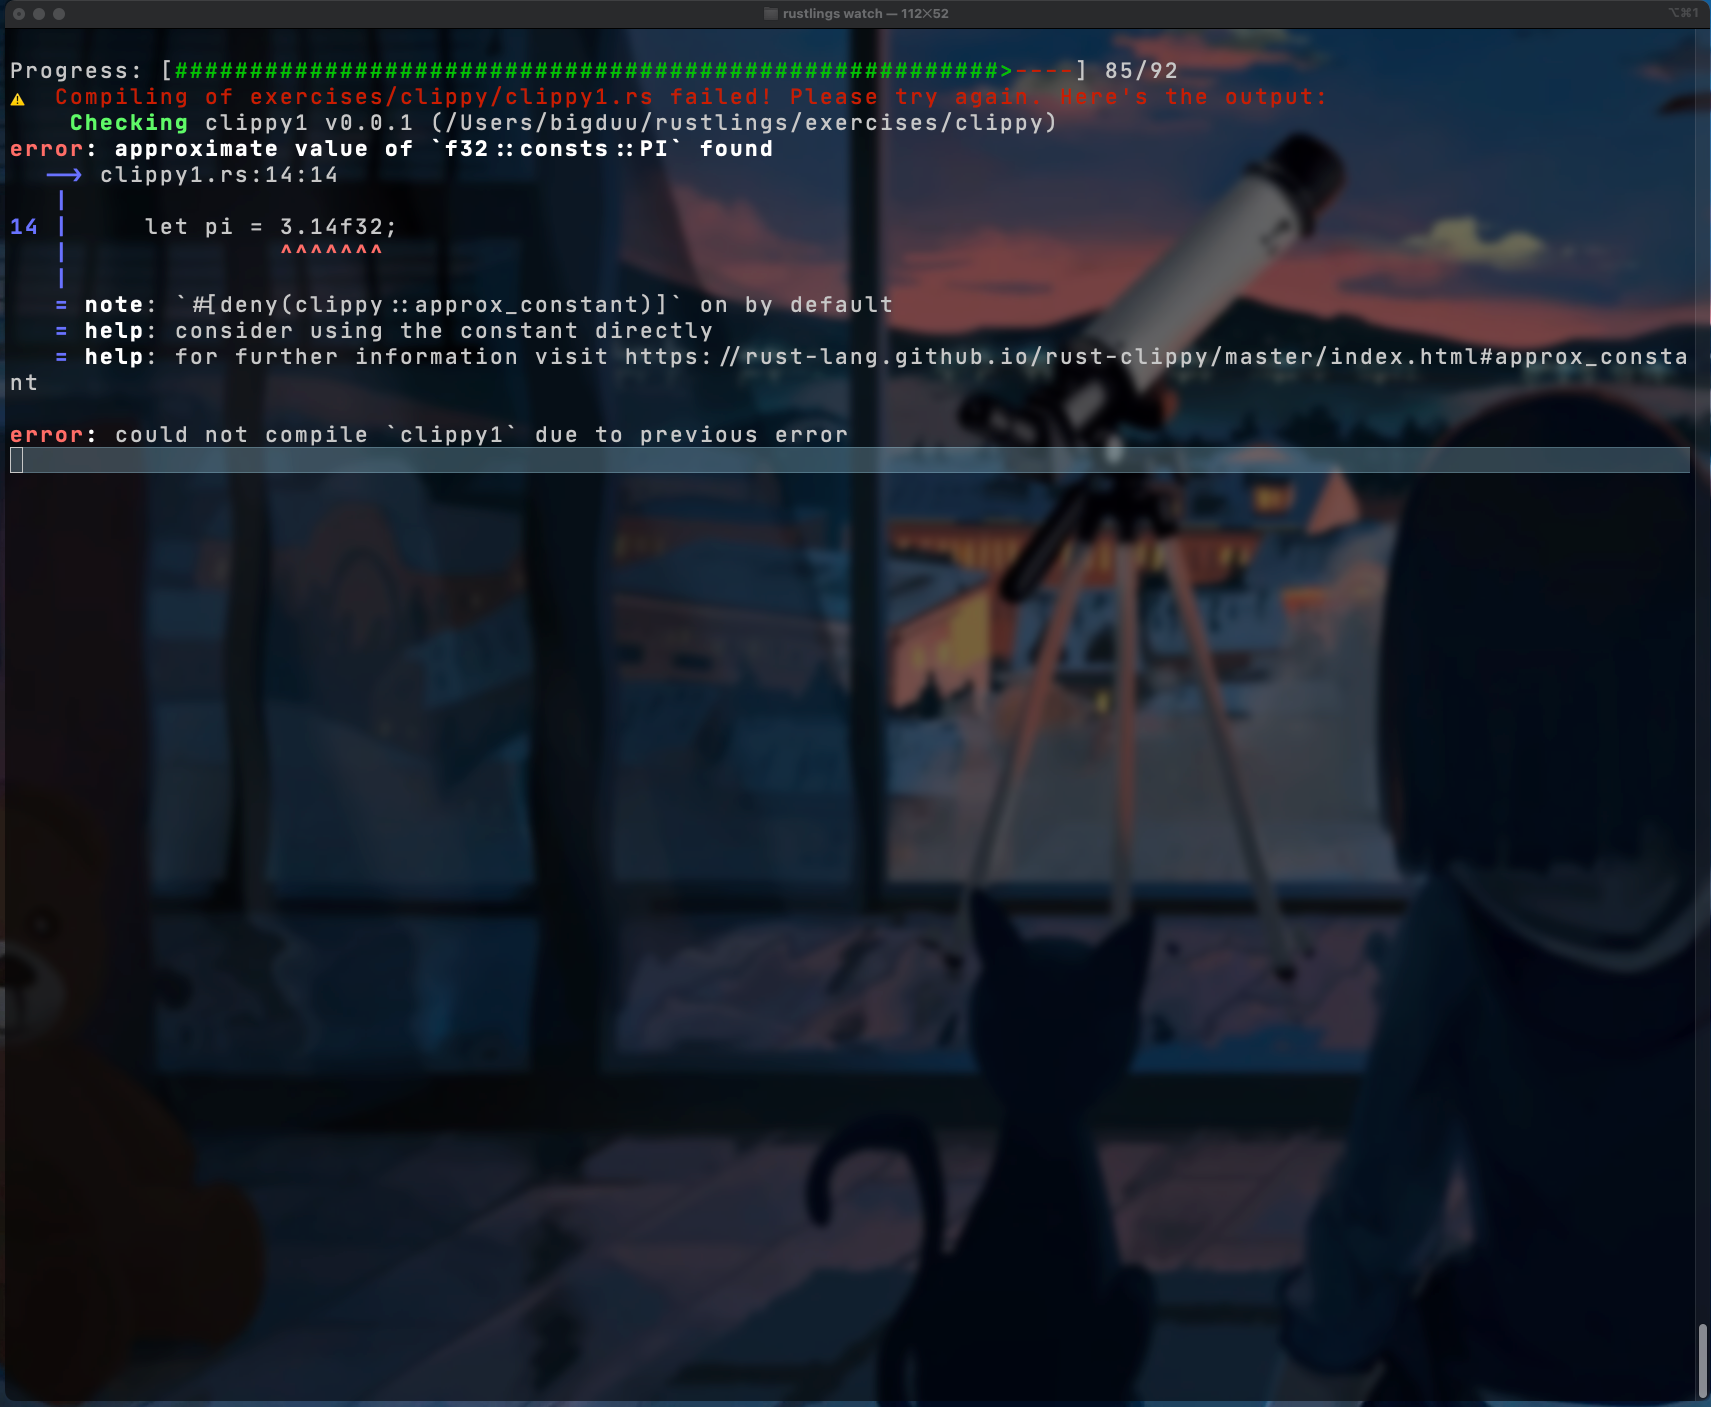 rustlings watch — 112×52
⌥⌘1
Progress: [#######################################################>----] 85/92
⚠️ Compiling of exercises/clippy/clippy1.rs failed! Please try again. Here's the output:
Checking clippy1 v0.0.1 (/Users/bigduu/rustlings/exercises/clippy)
error: approximate value of `f32::consts::PI` found
--> clippy1.rs:14:14
|
14 | let pi = 3.14f32;
| ^^^^^^^
|
= note: `#[deny(clippy::approx_constant)]` on by default
= help: consider using the constant directly
= help: for further information visit https://rust-lang.github.io/rust-clippy/master/index.html#approx_consta
nt
error: could not compile `clippy1` due to previous error